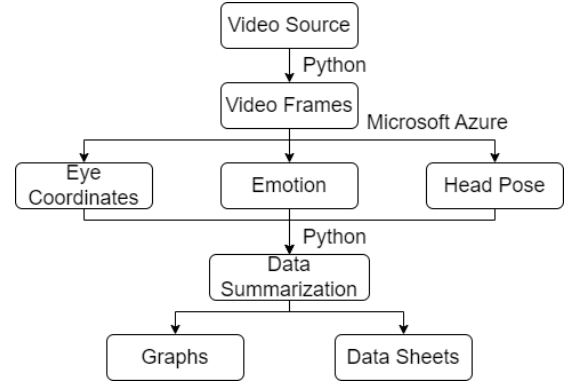 Video Source
Python
Video Frames
Microsoft Azure
Eye
Coordinates
Emotion
Head Pose
Python
Data
Summarization
Graphs
Data Sheets